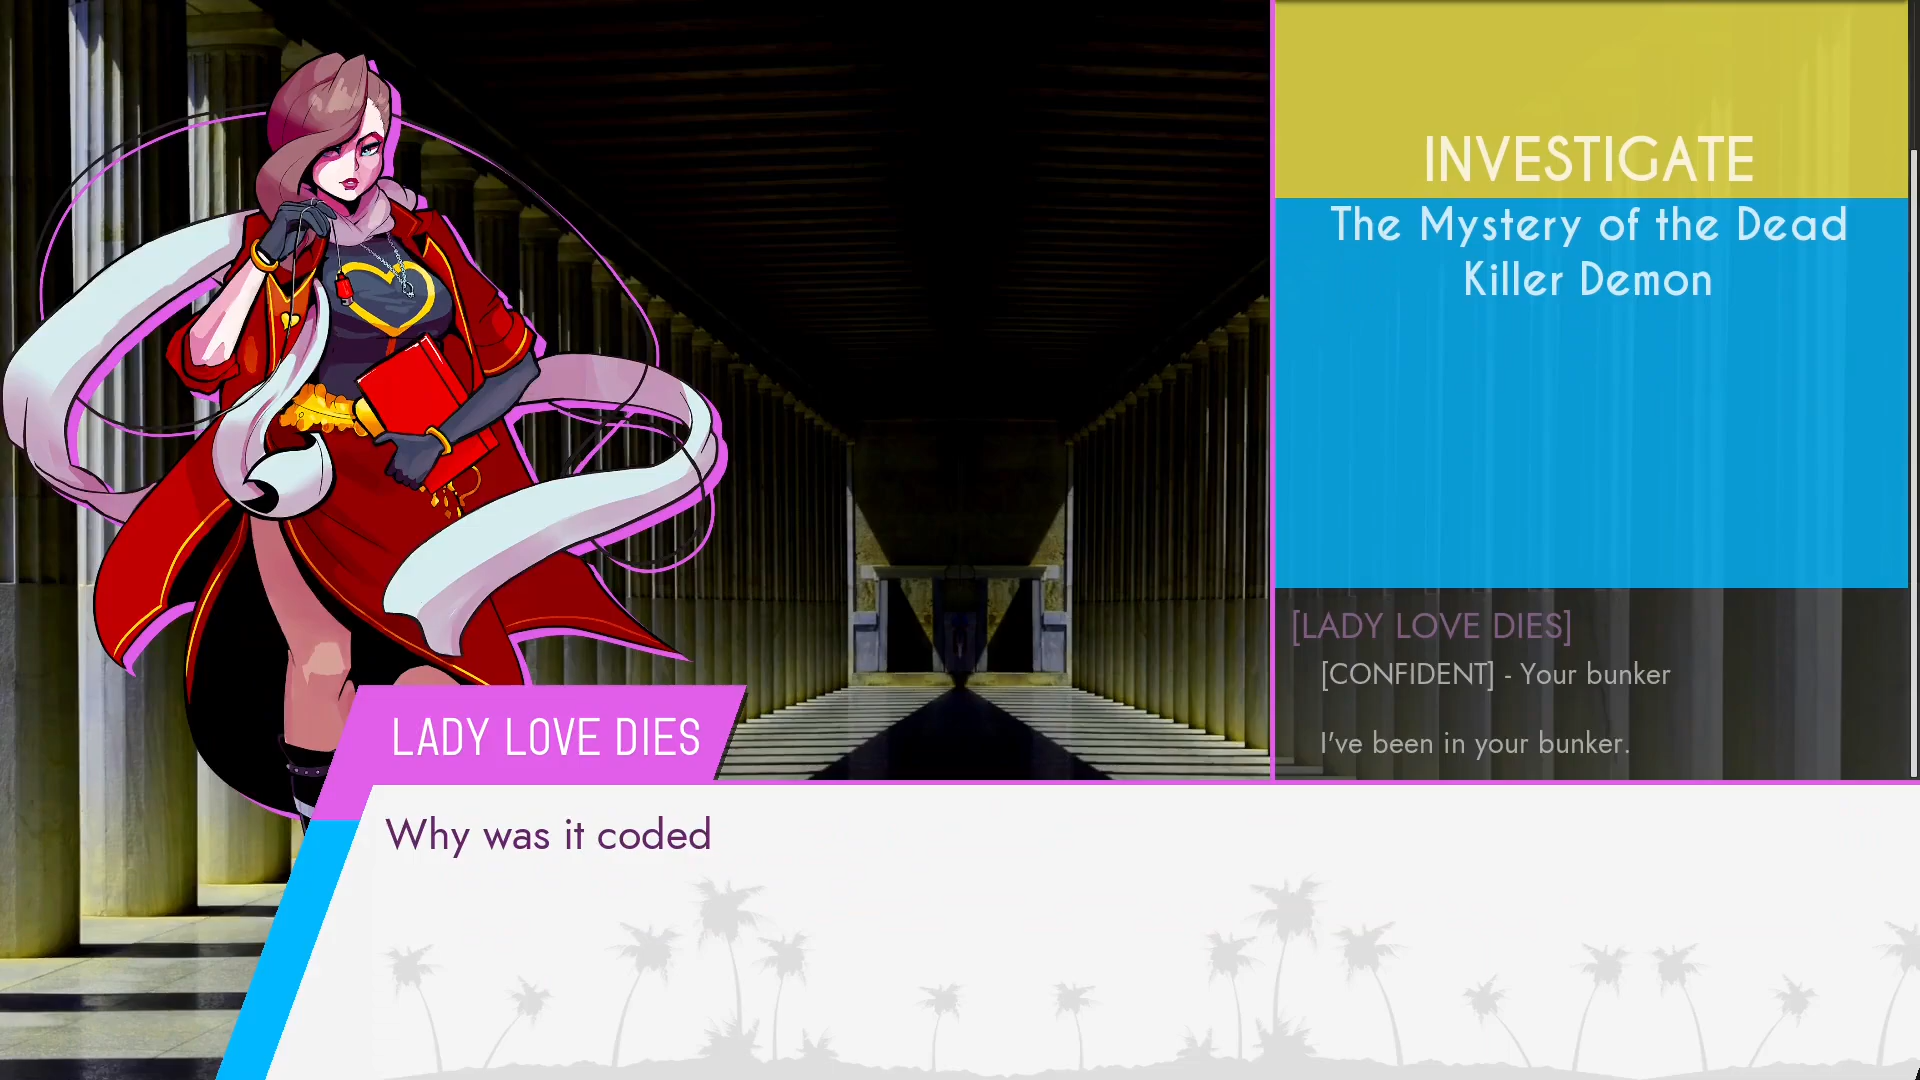 INVESTIGATE
The Mystery of the Dead
Killer Demon
[LADY LOVE DIES]
[CONFIDENT] - Your bunker
I've been in your bunker.
LADY LOVE DIES
Why was it coded